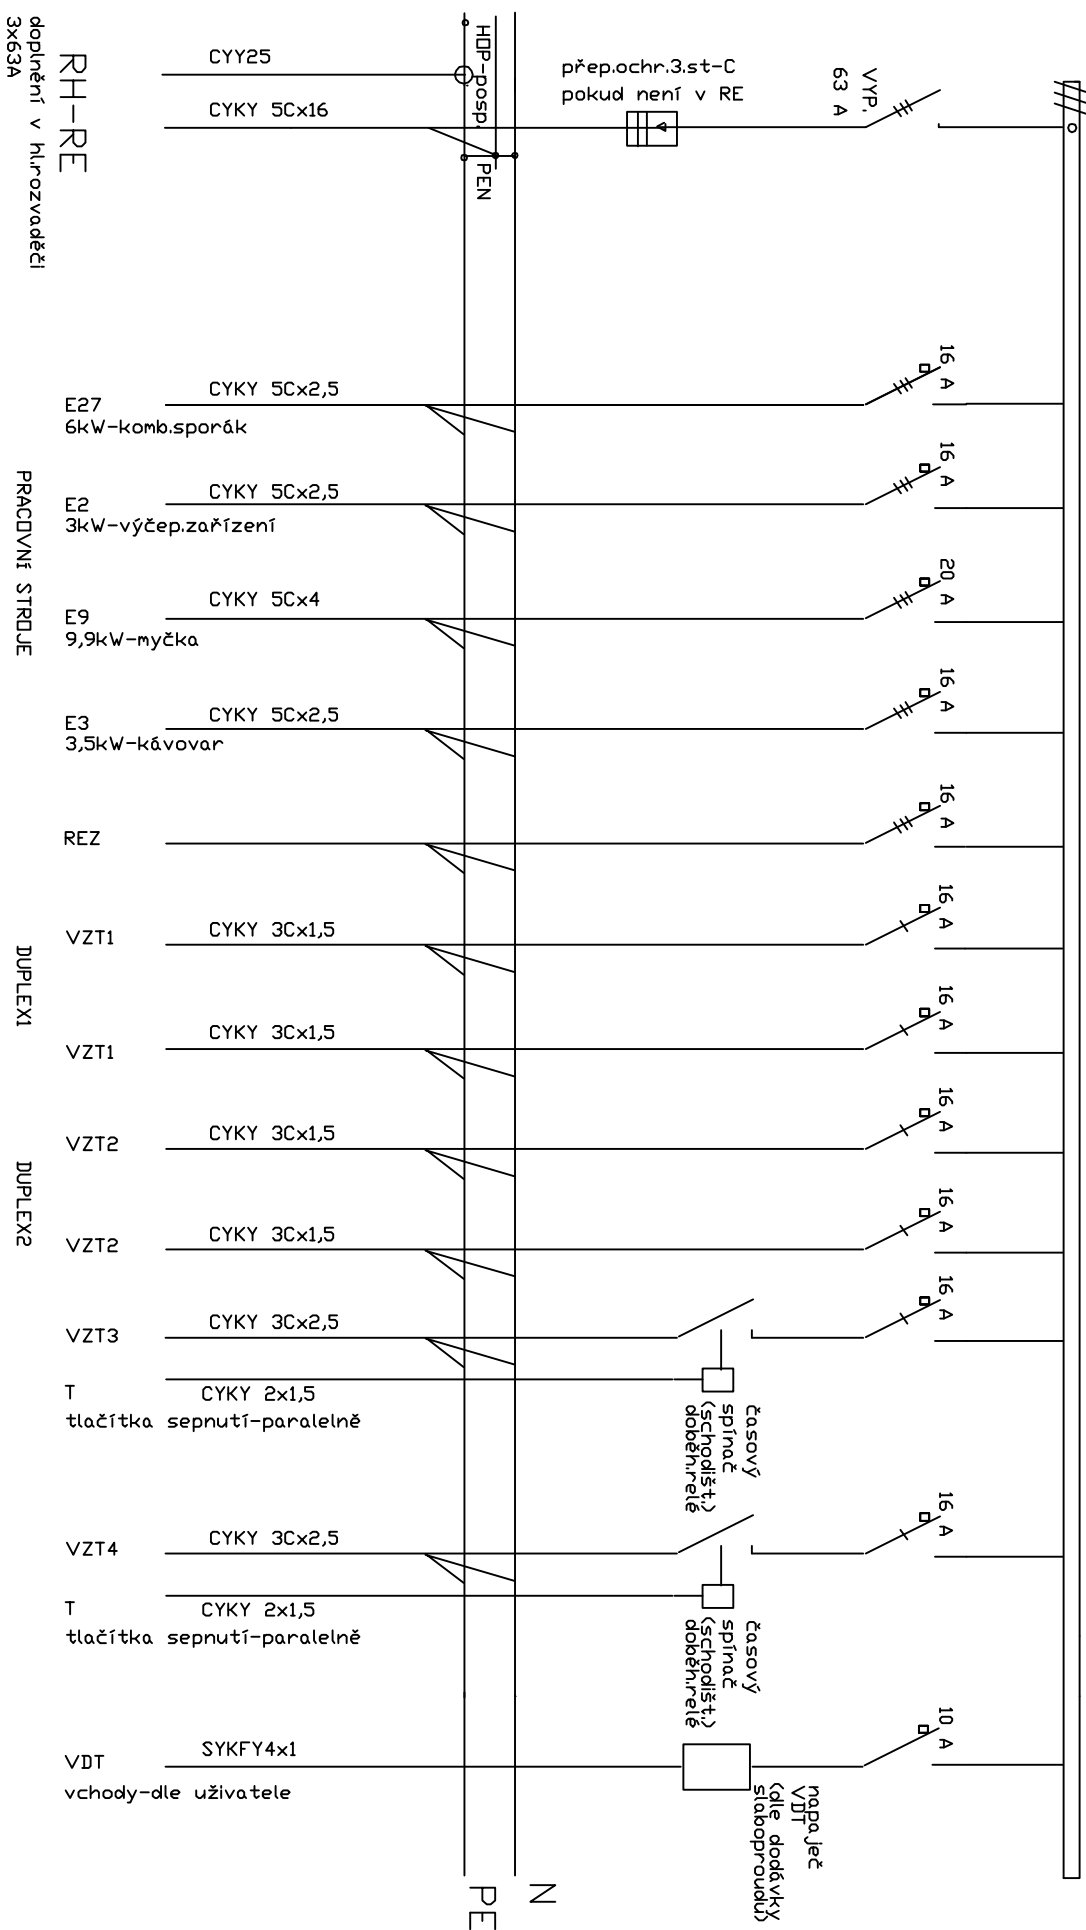 CYY25
CYKY 5Cx16
HOP-posp.
PEN
přep.ochr.3.st-C
pokud není v RE
VYP.
63 A
RH-RE
doplnění v hl.rozvaděči
3x63A
CYKY 5Cx2,5
16 A
E27
6kW-komb.sporák
CYKY 5Cx2,5
16 A
E2
3kW-výčep.zařízení
PRACOVNí STROJE
CYKY 5Cx4
20 A
E9
9,9kW-myčka
CYKY 5Cx2,5
16 A
E3
3,5kW-kávovar
REZ
16 A
VZT1
CYKY 3Cx1,5
16 A
DUPLEX1
VZT1
CYKY 3Cx1,5
16 A
VZT2
CYKY 3Cx1,5
16 A
DUPLEX2
VZT2
CYKY 3Cx1,5
16 A
VZT3
CYKY 3Cx2,5
16 A
T
CYKY 2x1,5
tlačítka sepnutí-paralelně
časový
spínač
(schodišt.)
doběh.relé
VZT4
CYKY 3Cx2,5
16 A
T
CYKY 2x1,5
tlačítka sepnutí-paralelně
časový
spínač
(schodišt.)
doběh.relé
VDT
SYKFY4x1
10 A
vchody-dle uživatele
napaječ
VDT
(dle dodávky
slaboproudu)
N
PE